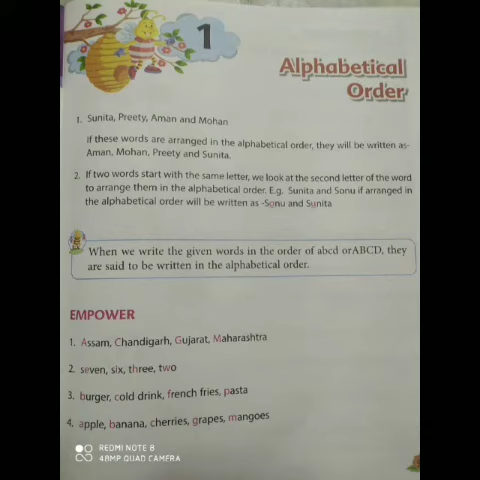 1
Alphabetical
Order
1. Sunita, Preety, Aman and Mohan
If these words are arranged in the alphabetical order, they will be written as-
Aman, Mohan, Preety and Sunita.
2. If two words start with the same letter, we look at the second letter of the word
to arrange them in the alphabetical order. E.g. Sunita and Sonu if arranged in
the alphabetical order will be written as -Sonu and Sunita
When we write the given words in the order of abcd orABCD, they
are said to be written in the alphabetical order.
EMPOWER
1. Assam, Chandigarh, Gujarat, Maharashtra
2. seven, six, three, two
3. burger, cold drink, french fries, pasta
4. apple, banana, cherries, grapes, mangoes
REDMI NOTE 8
48MP QUAD CAMERA